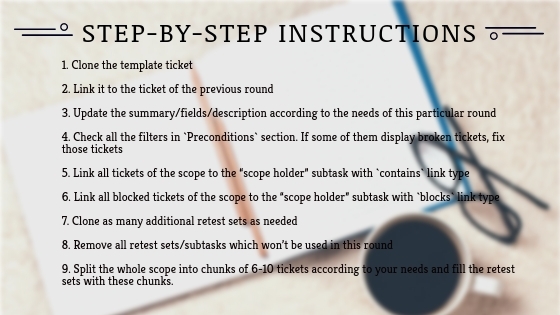 STEP-BY-STEP INSTRUCTIONS
1. Clone the template ticket
2. Link it to the ticket of the previous round
3. Update the summary/fields/description according to the needs of this particular round
4. Check all the filters in `Preconditions` section. If some of them display broken tickets, fix
those tickets
5. Link all tickets of the scope to the "scope holder" subtask with `contains` link type
6. Link all blocked tickets of the scope to the "scope holder" subtask with `blocks` link type
7. Clone as many additional retest sets as needed
8. Remove all retest sets/subtasks which won't be used in this round
9. Split the whole scope into chunks of 6-10 tickets according to your needs and fill the retest
sets with these chunks.